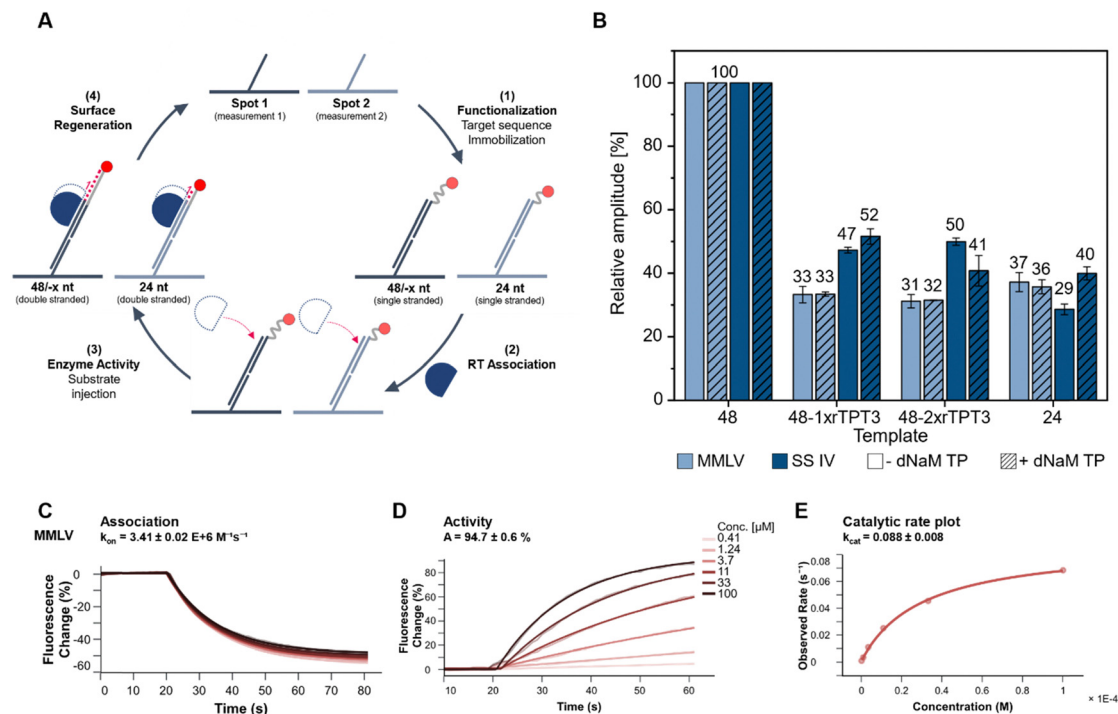 A
(4)
Surface
Regeneration
Spot 1
(measurement 1)
Spot 2
(measurement 2)
(1)
Functionalization
Target sequence
Immobilization
48/-x nt
(double stranded)
24 nt
(double stranded)
48/-x nt
(single stranded)
24 nt
(single stranded)
(3)
Enzyme Activity
Substrate
injection
(2)
RT Association
B
Relative amplitude [%]
100
80
60
40
20
0
100
33
33
47
52
31
32
50
41
37
36
29
40
48
48-1xrTPT3
48-2xrTPT3
24
Template
MMLV
SS IV
- dNaM TP
+ dNaM TP
C
MMLV
Association
kon = 3.41 ± 0.02 E+6 M⁻¹s⁻¹
Fluorescence
Change (%)
0
-20
-40
-60
0 10 20 30 40 50 60 70 80
Time (s)
D
Activity
A = 94.7 ± 0.6 %
Conc. [µM]
0.41
1.24
3.7
11
33
100
Fluorescence
Change (%)
80
60
40
20
0
10 20 30 40 50 60
Time (s)
E
Catalytic rate plot
kcat = 0.088 ± 0.008
Observed Rate (s⁻¹)
0.08
0.06
0.04
0.02
0
0 0.2 0.4 0.6 0.8 1
× 1E-4
Concentration (M)